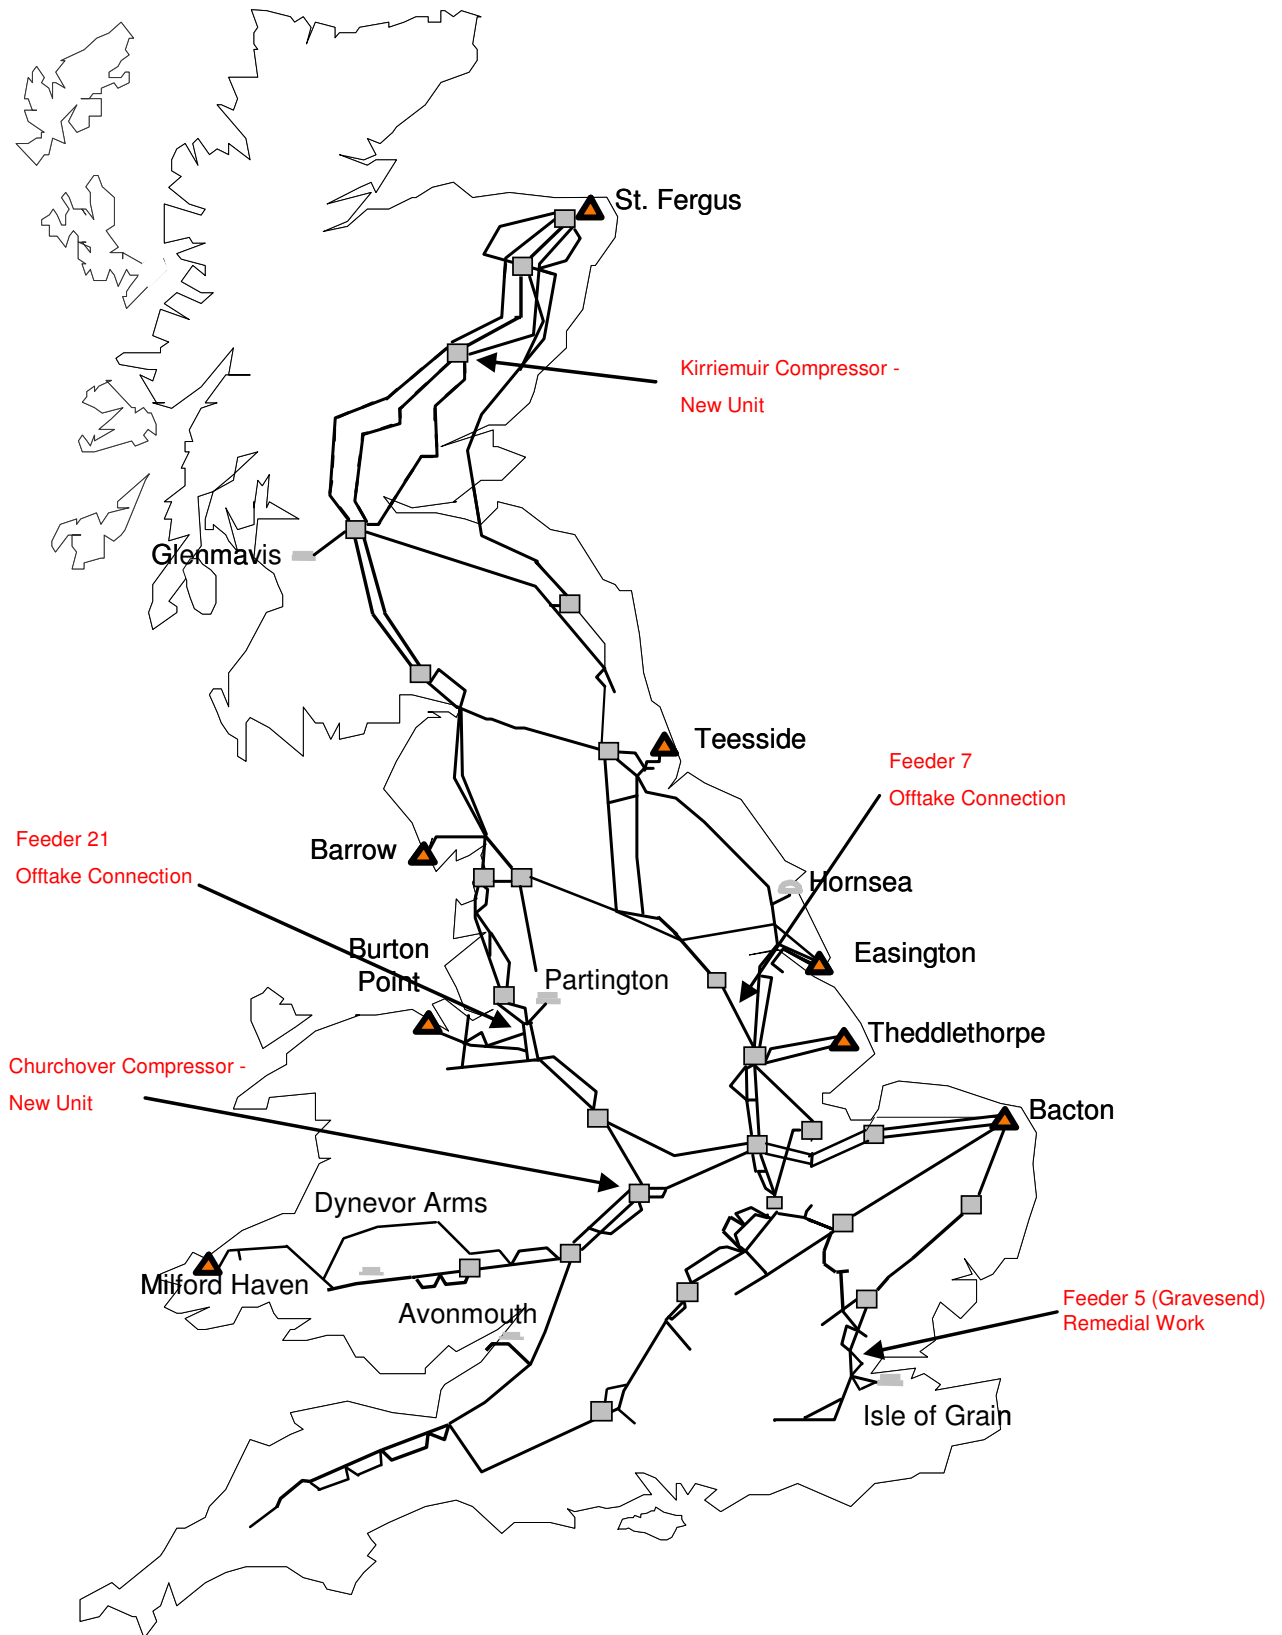 St. Fergus
Kirriemuir Compressor -
New Unit
Glenmavis
Teesside
Feeder 7
Offtake Connection
Feeder 21
Offtake Connection
Barrow
Hornsea
Burton
Point
Partington
Easington
Theddlethorpe
Churchover Compressor -
New Unit
Bacton
Dynevor Arms
Milford Haven
Avonmouth
Feeder 5 (Gravesend)
Remedial Work
Isle of Grain